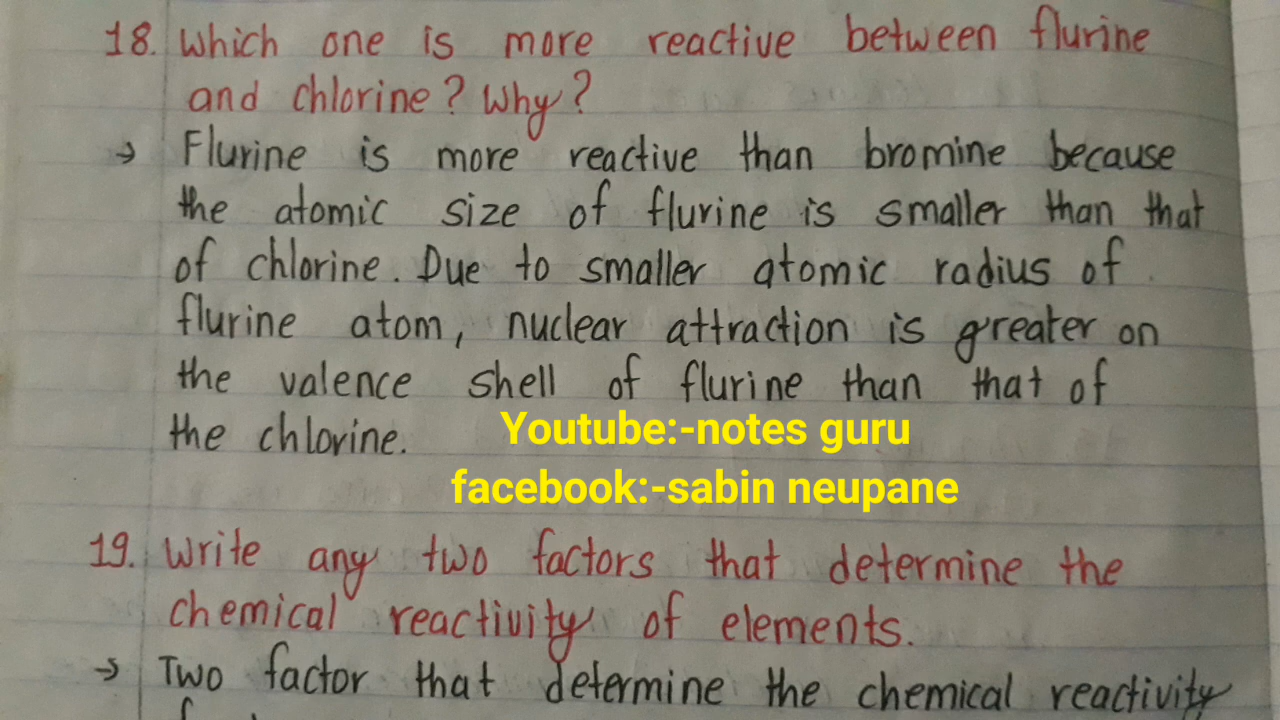 18. Which one is more reactive between flurine
and chlorine? Why?
→ Flurine is more reactive than bromine because
the atomic size of flurine is smaller than that
of chlorine. Due to smaller atomic radius of
flurine atom, nuclear attraction is greater on
the valence shell of flurine than that of
the chlorine.
Youtube:-notes guru
facebook:-sabin neupane
19. Write any two factors that determine the
chemical reactivity of elements.
→ Two factor that determine the chemical reactivity